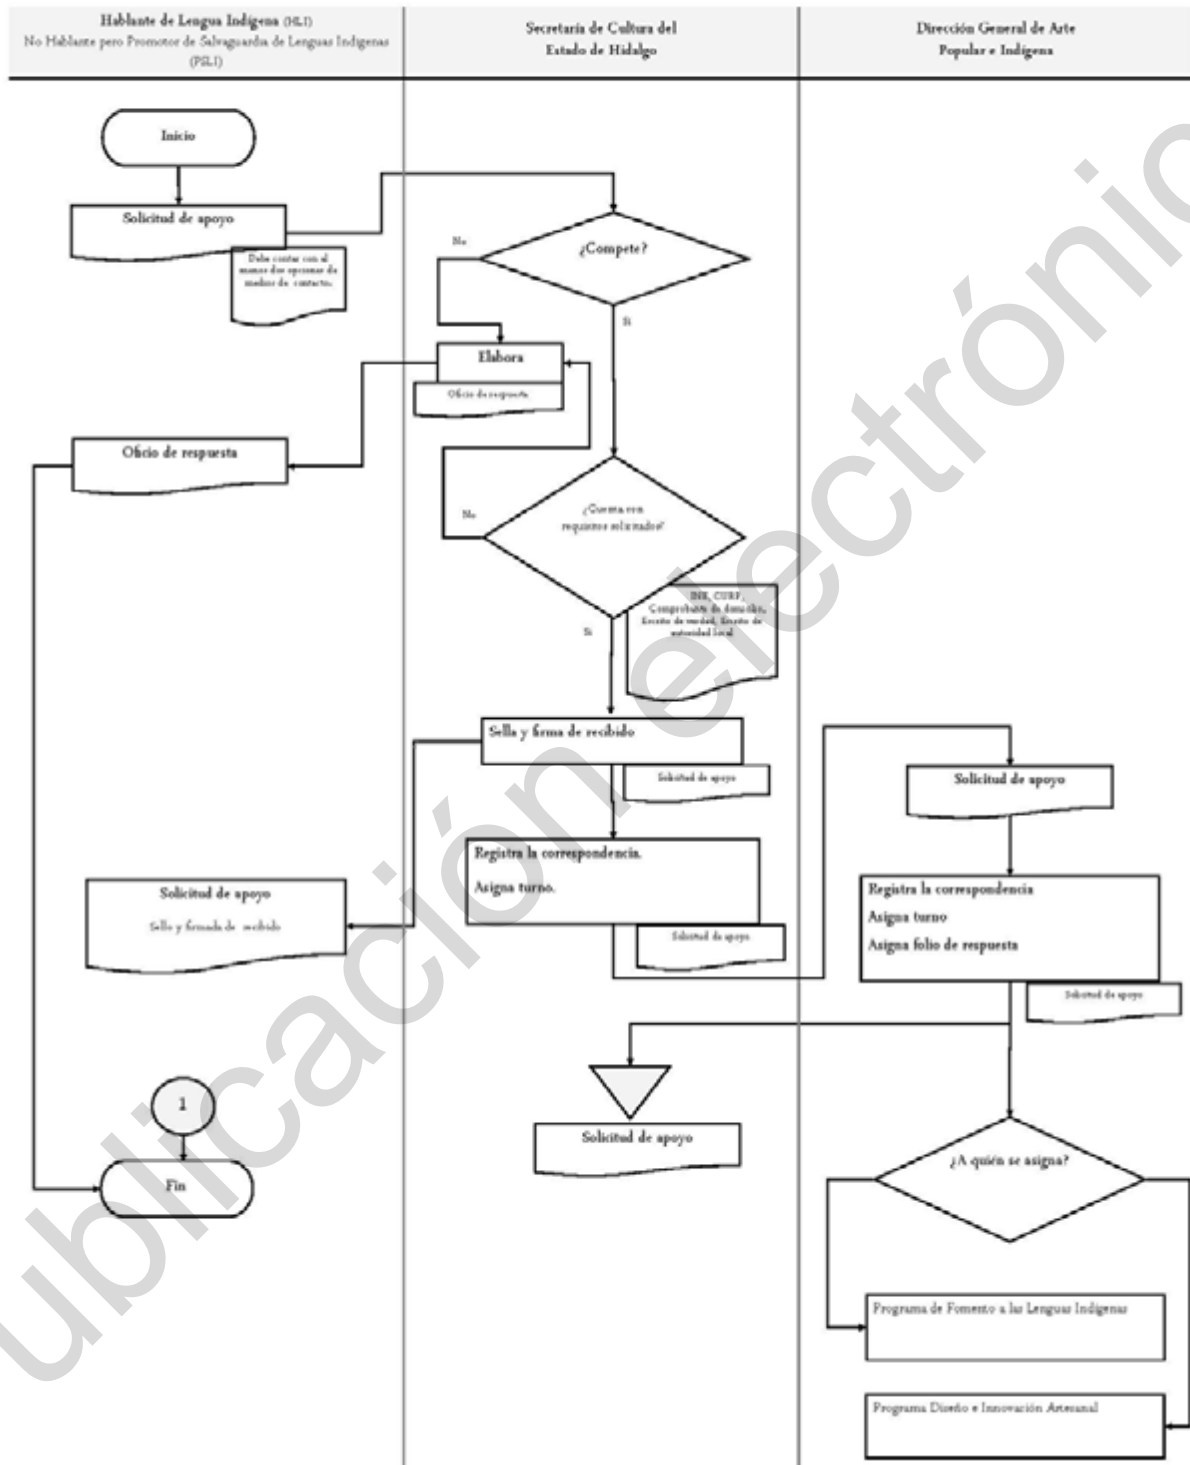 Hablante de Lengua Indígena (HLI)
No Hablante pero Promotor de Salvaguardia de Lenguas Indígenas
(PSLI)
Secretaría de Cultura del
Estado de Hidalgo
Dirección General de Arte
Popular e Indígena
Inicio
Solicitud de apoyo
Debe contar con al
menos dos opciones de
medios de contacto.
¿Compete?
No
Si
Elabora
Oficio de respuesta
Oficio de respuesta
¿Cuenta con
requisitos solicitados?
No
Si
INE, CURP,
Comprobante de domicilio,
Escrito de verdad, Escrito de
autoridad local
Sella y firma de recibido
Solicitud de apoyo
Solicitud de apoyo
Registra la correspondencia.
Asigna turno.
Solicitud de apoyo
Solicitud de apoyo
Sello y firmada de recibido
Registra la correspondencia
Asigna turno
Asigna folio de respuesta
Solicitud de apoyo
Solicitud de apoyo
1
Fin
¿A quién se asigna?
Programa de Fomento a las Lenguas Indígenas
Programa Diseño e Innovación Artesanal
ublicación electrónic